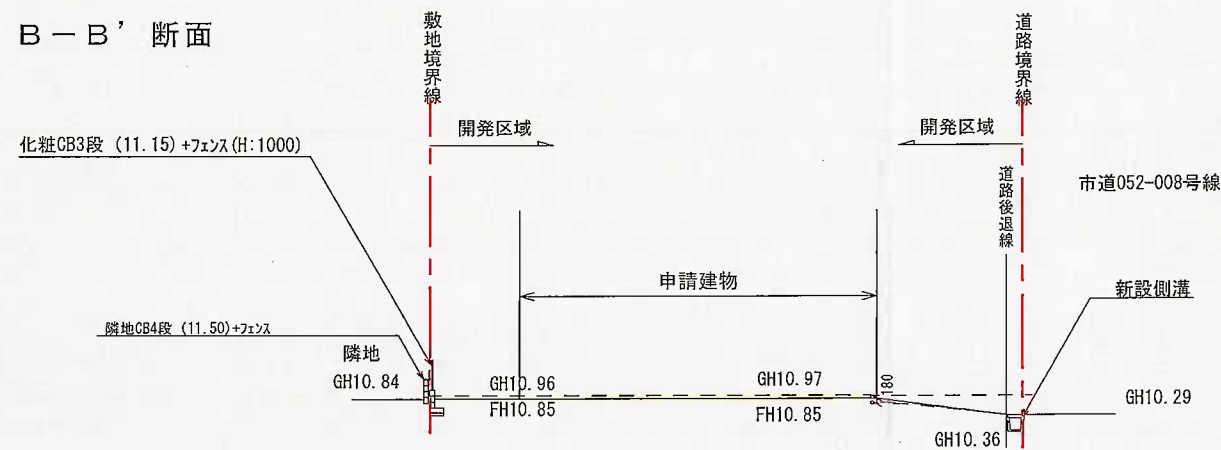 B－B’ 断面
敷地境界線
道路境界線
開発区域
開発区域
化粧CB3段 (11.15) +フェンス(H:1000)
市道052-008号線
道路後退線
申請建物
新設側溝
隣地CB4段 (11.50)+フェンス
隣地
GH10.84
GH10.96
GH10.97
180
GH10.29
FH10.85
FH10.85
GH10.36